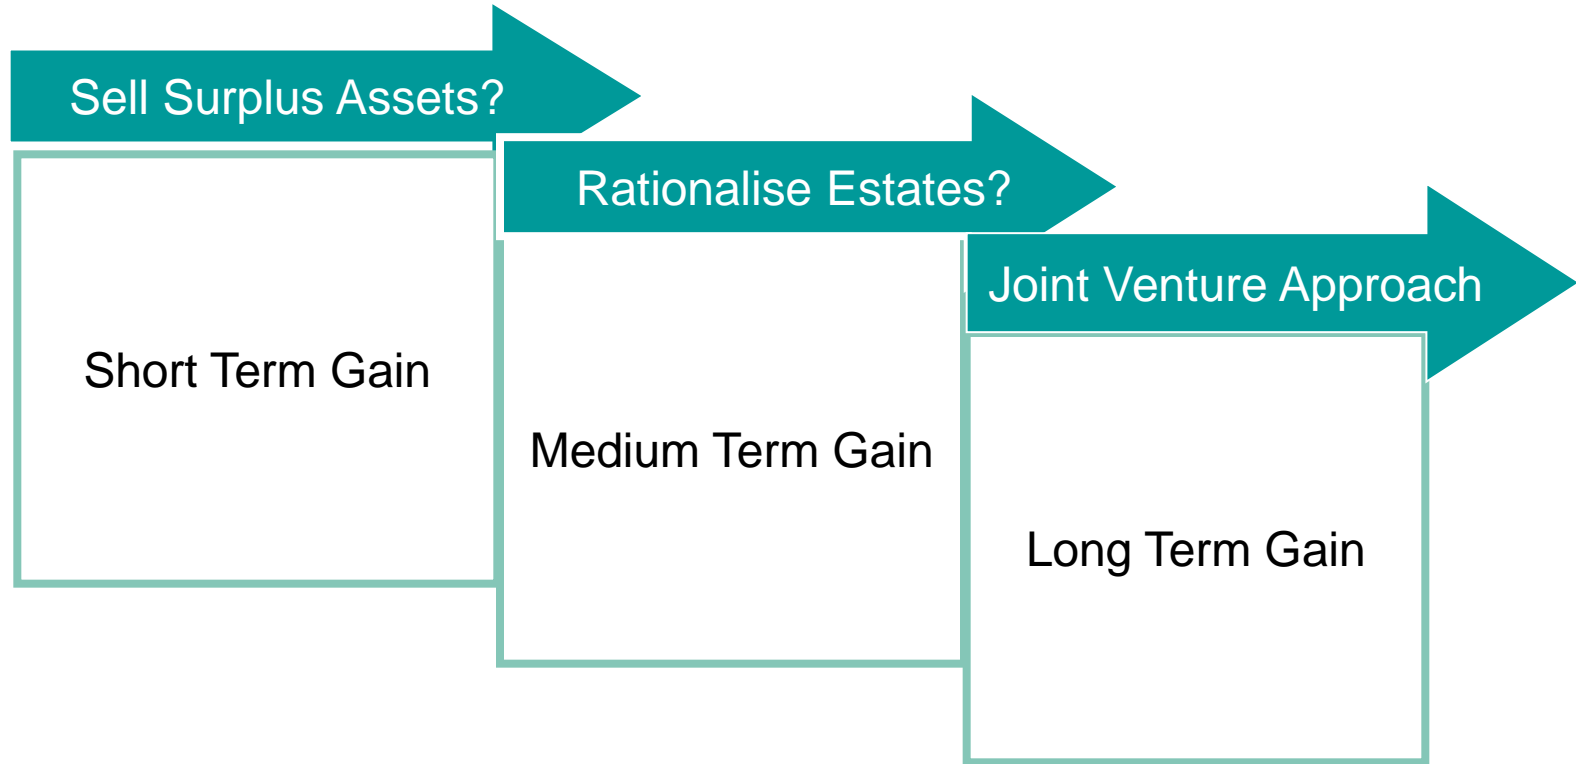 Sell Surplus Assets?
Short Term Gain
Rationalise Estates?
Medium Term Gain
Joint Venture Approach
Long Term Gain